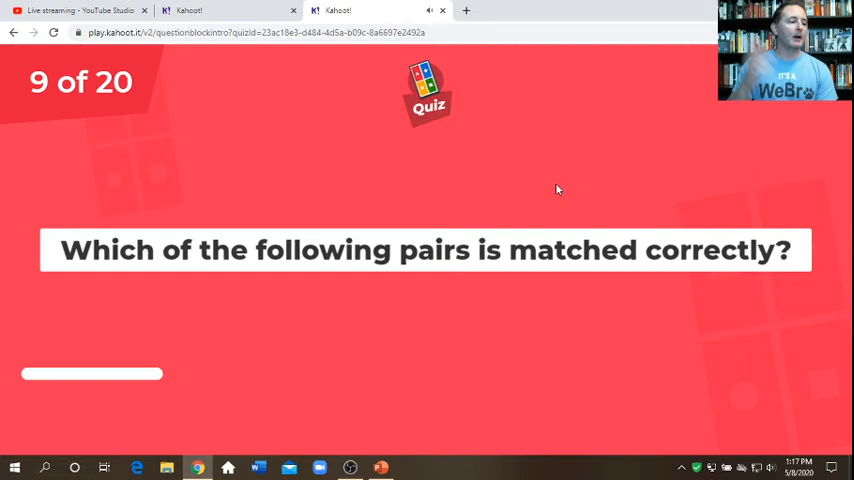 Live streaming - YouTube Studio
Kahoot!
Kahoot!
play.kahoot.it/v2/questionblockintro?quizId=23ac18e3-d484-4d5a-b09c-8a6697e2492a
9 of 20
Quiz
IT'S A
WeBr
Which of the following pairs is matched correctly?
1:17 PM
5/8/2020